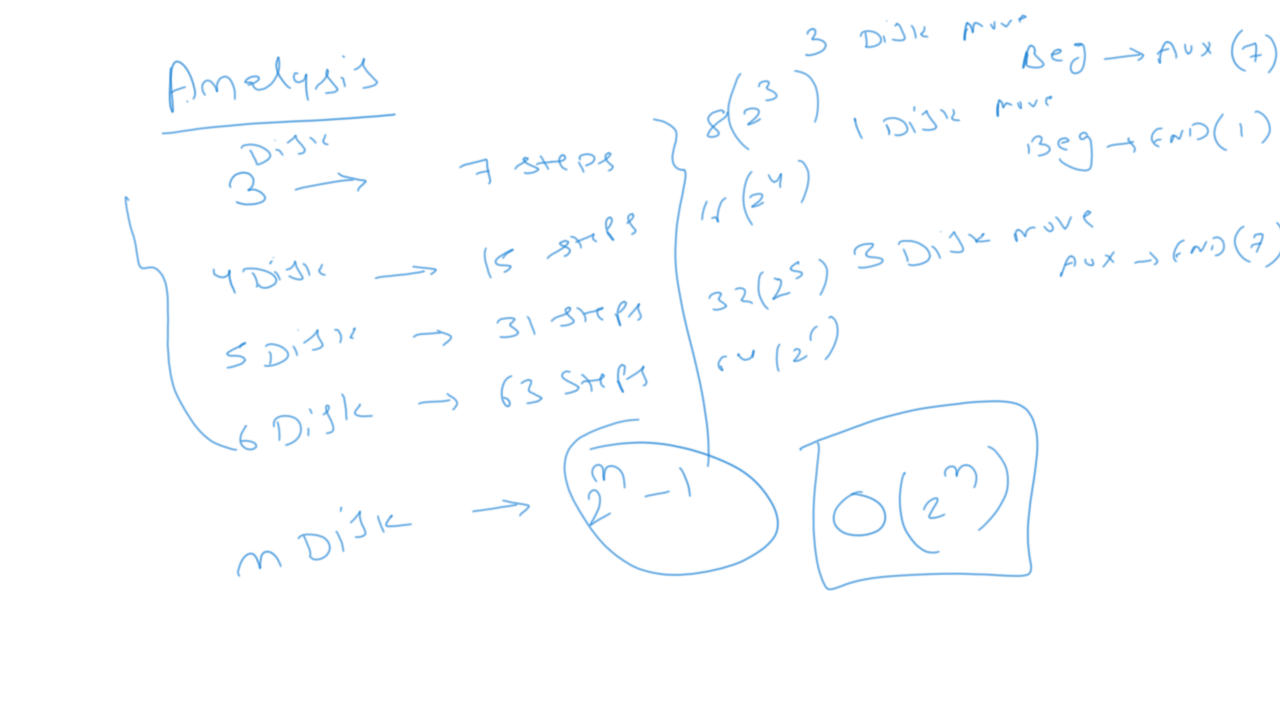 Analysis
Disk
3 → 7 steps
4 Disk → 15 steps
5 Disk → 31 steps
6 Disk → 63 steps
n Disk → 2^n - 1
8(2^3)
16(2^4)
32(2^5)
64(2^6)
O(2^n)
3 Disk move
Beg → Aux (7)
1 Disk move
Beg → END(1)
3 Disk move
Aux → END(7)